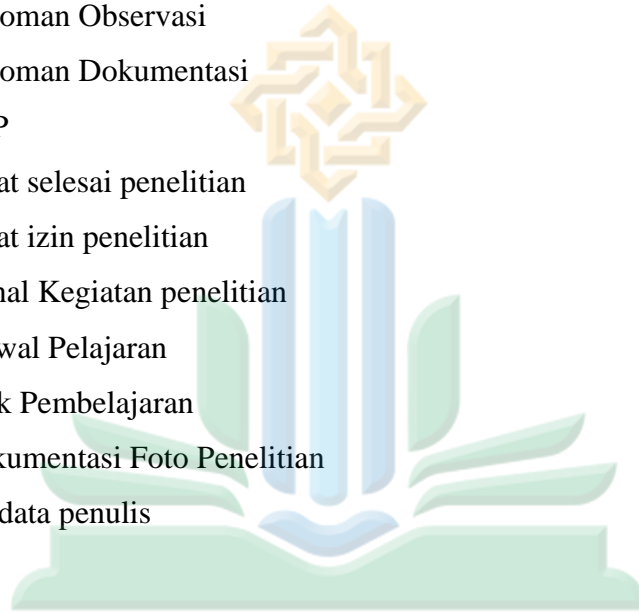 oman Observasi
oman Dokumentasi
P
at selesai penelitian
at izin penelitian
nal Kegiatan penelitian
wal Pelajaran
k Pembelajaran
kumentasi Foto Penelitian
data penulis